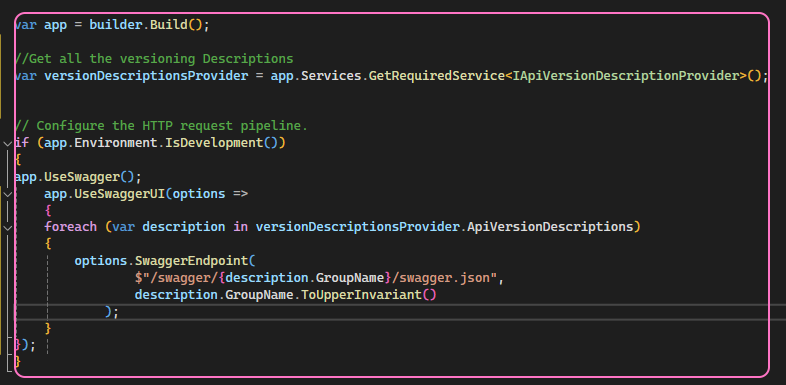 var app = builder.Build();
//Get all the versioning Descriptions
var versionDescriptionsProvider = app.Services.GetRequiredService<IApiVersionDescriptionProvider>();
// Configure the HTTP request pipeline.
if (app.Environment.IsDevelopment())
{
app.UseSwagger();
app.UseSwaggerUI(options =>
{
foreach (var description in versionDescriptionsProvider.ApiVersionDescriptions)
{
options.SwaggerEndpoint(
$"/swagger/{description.GroupName}/swagger.json",
description.GroupName.ToUpperInvariant()
);
}
});
}